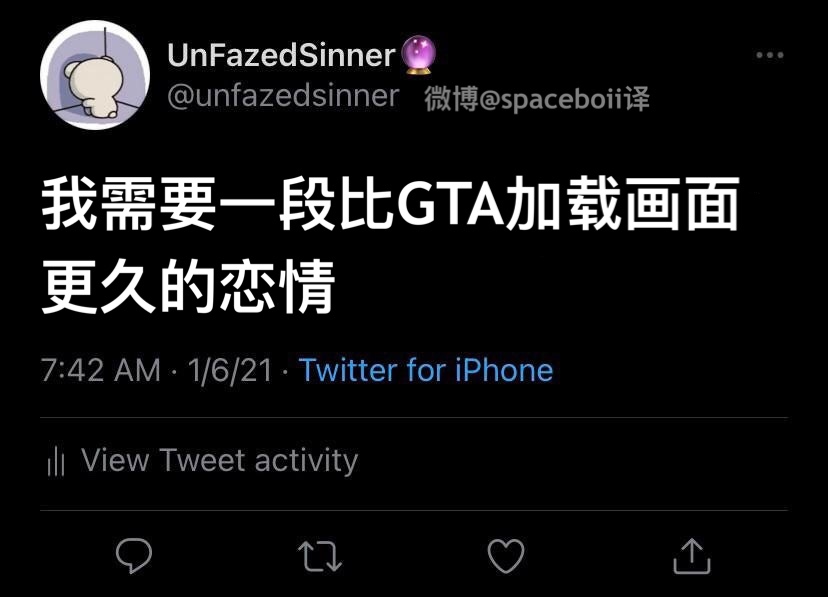 UnFazedSinner🔮
@unfazedsinner 微博@spaceboii译
我需要一段比GTA加载画面
更久的恋情
7:42 AM · 1/6/21 · Twitter for iPhone
View Tweet activity